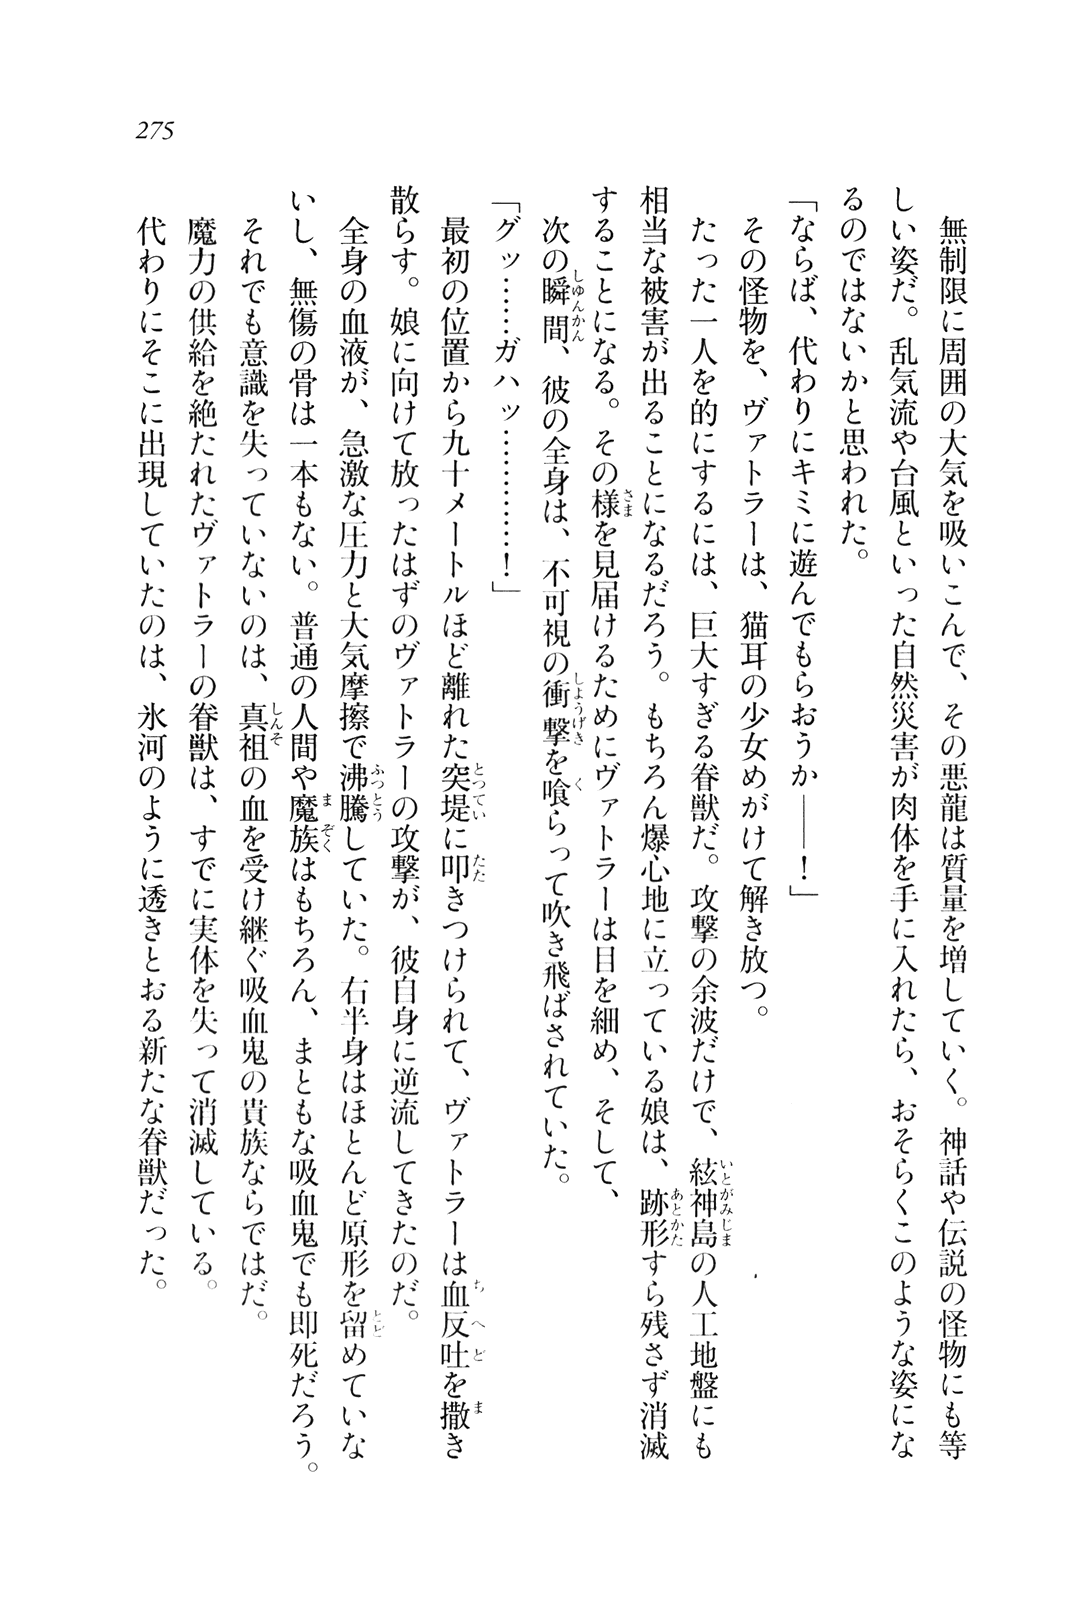 275
無制限に周囲の大気を吸いこんで、その悪龍は質量を増していく。神話や伝説の怪物にも等
しい姿だ。乱気流や台風といった自然災害が肉体を手に入れたら、おそらくこのような姿にな
るのではないかと思われた。
「ならば、代わりにキミに遊んでもらおうか――！」
その怪物を、ヴァトラーは、猫耳の少女めがけて解き放つ。
たった一人を的にするには、巨大すぎる眷獣だ。攻撃の余波だけで、絃神島の人工地盤にも
相当な被害が出ることになるだろう。もちろん爆心地に立っている娘は、跡形すら残さず消滅
することになる。その様を見届けるためにヴァトラーは目を細め、そして、
次の瞬間、彼の全身は、不可視の衝撃を喰らって吹き飛ばされていた。
「グッ……ガハッ…………！」
最初の位置から九十メートルほど離れた突堤に叩きつけられて、ヴァトラーは血反吐を撒き
散らす。娘に向けて放ったはずのヴァトラーの攻撃が、彼自身に逆流してきたのだ。
全身の血液が、急激な圧力と大気摩擦で沸騰していた。右半身はほとんど原形を留めていな
いし、無傷の骨は一本もない。普通の人間や魔族はもちろん、まともな吸血鬼でも即死だろう。
それでも意識を失っていないのは、真祖の血を受け継ぐ吸血鬼の貴族ならではだ。
魔力の供給を絶たれたヴァトラーの眷獣は、すでに実体を失って消滅している。
代わりにそこに出現していたのは、氷河のように透きとおる新たな眷獣だった。